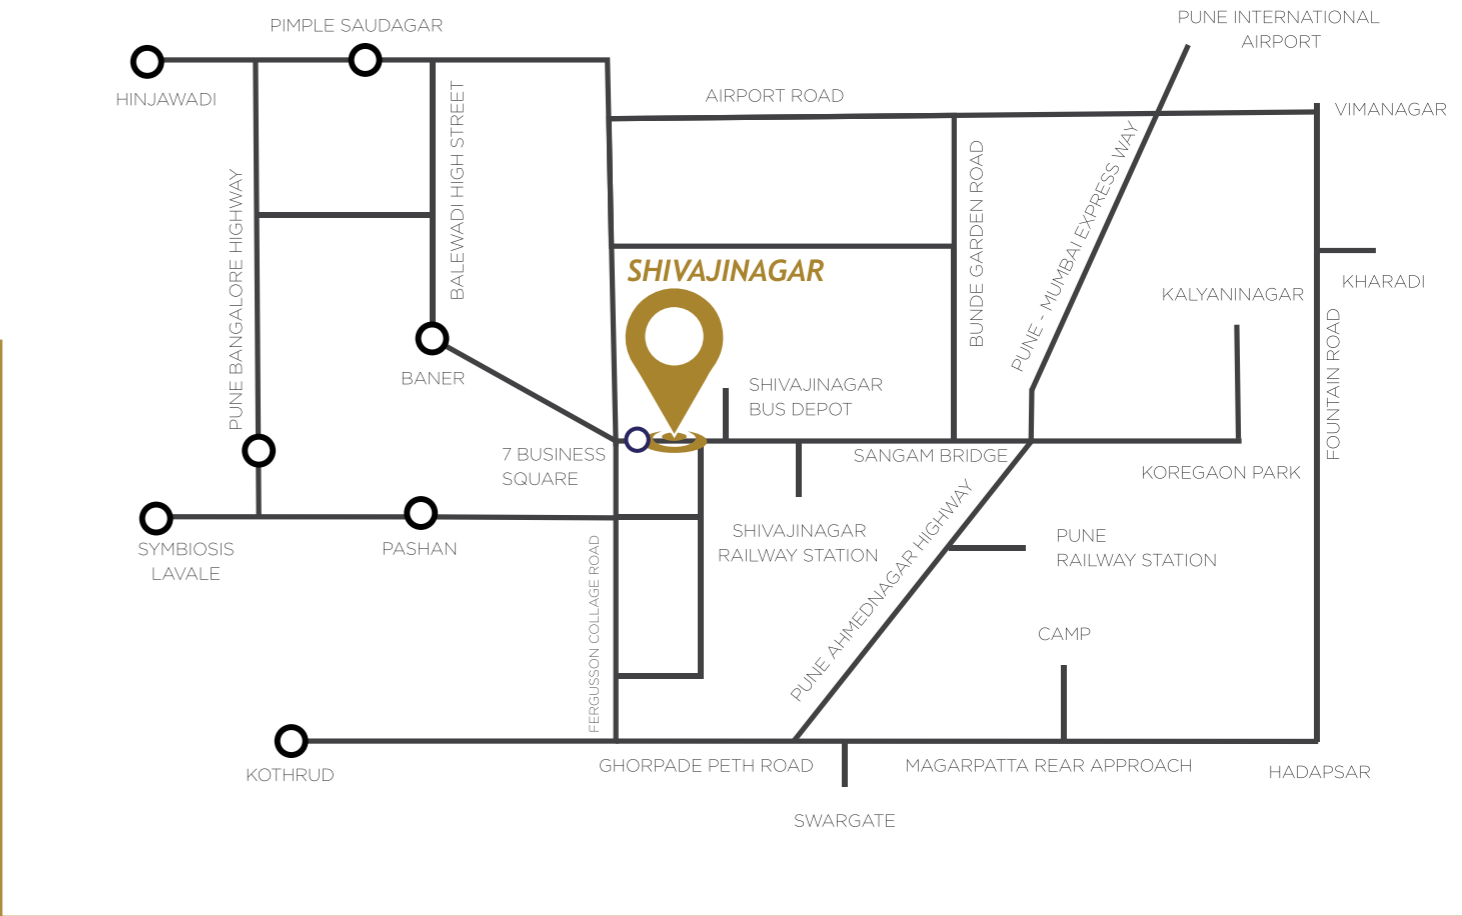 PUNE INTERNATIONAL
AIRPORT
PIMPLE SAUDAGAR
HINJAWADI
AIRPORT ROAD
VIMANAGAR
BALEWADI HIGH STREET
PUNE BANGALORE HIGHWAY
BUNDE GARDEN ROAD
PUNE - MUMBAI EXPRESS WAY
SHIVAJINAGAR
KHARADI
KALYANINAGAR
FOUNTAIN ROAD
BANER
SHIVAJINAGAR
BUS DEPOT
7 BUSINESS
SQUARE
SANGAM BRIDGE
KOREGAON PARK
SYMBIOSIS
LAVALE
PASHAN
SHIVAJINAGAR
RAILWAY STATION
PUNE AHMEDNAGAR HIGHWAY
PUNE
RAILWAY STATION
FERGUSSON COLLAGE ROAD
CAMP
KOTHRUD
GHORPADE PETH ROAD
MAGARPATTA REAR APPROACH
HADAPSAR
SWARGATE